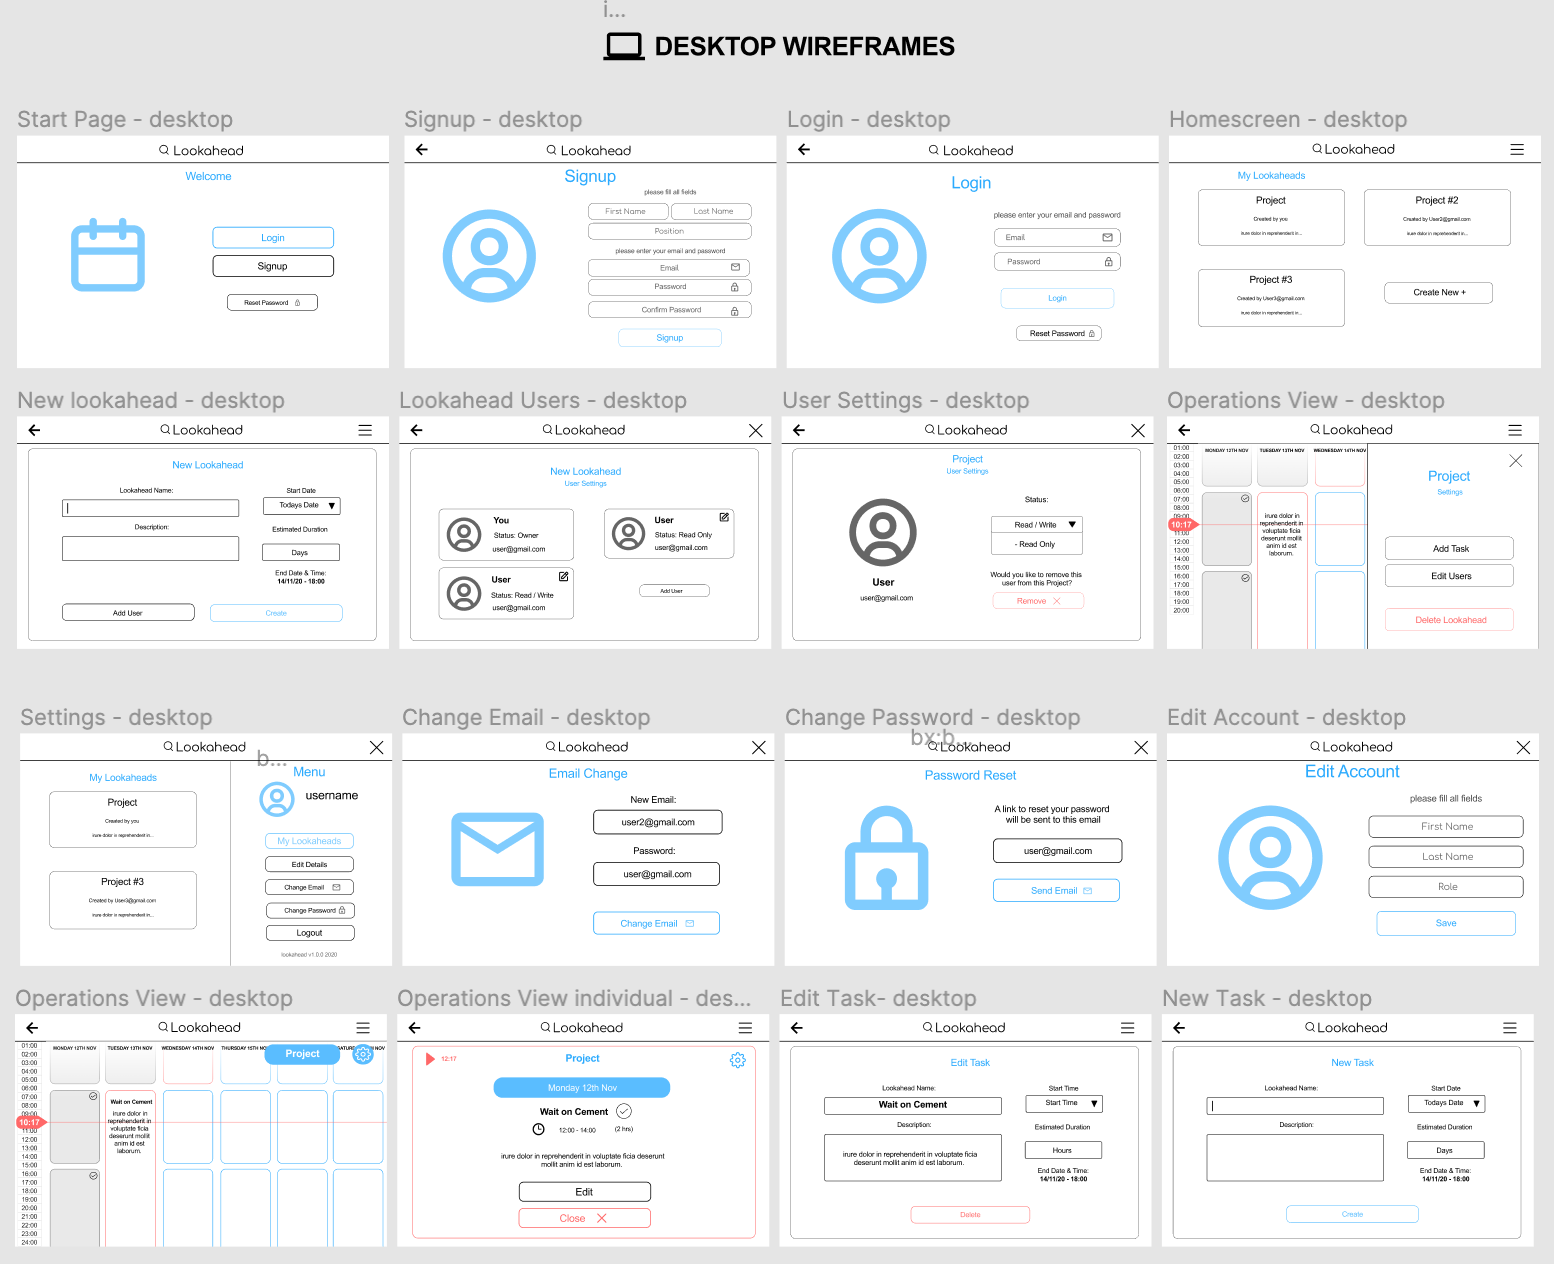 i...
DESKTOP WIREFRAMES
Start Page - desktop
Lookahead
Welcome
Login
Signup
Reset Password
Signup - desktop
Lookahead
Signup
please fill all fields
First Name
Last Name
Position
please enter your email and password
Email
Password
Confirm Password
Signup
Login - desktop
Lookahead
Login
please enter your email and password
Email
Password
Login
Reset Password
Homescreen - desktop
Lookahead
My Lookaheads
Project
Created by you
irure dolor in reprehenderit in...
Project #2
Created by User2@gmail.com
irure dolor in reprehenderit in...
Project #3
Created by User3@gmail.com
irure dolor in reprehenderit in...
Create New +
New lookahead - desktop
Lookahead
New Lookahead
Lookahead Name:
Description:
Start Date
Todays Date
Estimated Duration
Days
End Date & Time:
14/11/20 - 18:00
Add User
Create
Lookahead Users - desktop
Lookahead
New Lookahead
User Settings
You
Status: Owner
user@gmail.com
User
Status: Read Only
user@gmail.com
User
Status: Read / Write
user@gmail.com
Add User
User Settings - desktop
Lookahead
Project
User Settings
User
user@gmail.com
Status:
Read / Write
- Read Only
Would you like to remove this
user from this Project?
Remove
Operations View - desktop
Lookahead
01:00
02:00
03:00
04:00
05:00
06:00
07:00
08:00
09:00
10:17
11:00
12:00
13:00
14:00
15:00
16:00
17:00
18:00
19:00
20:00
MONDAY 12TH NOV
TUESDAY 13TH NOV
WEDNESDAY 14TH NOV
irure dolor in
reprehenderit in
voluptate ficia
deserunt mollit
anim id est
laborum.
Project
Settings
Add Task
Edit Users
Delete Lookahead
Settings - desktop
Lookahead
b...
My Lookaheads
Project
Created by you
irure dolor in reprehenderit in...
Project #3
Created by User3@gmail.com
irure dolor in reprehenderit in...
Menu
username
My Lookaheads
Edit Details
Change Email
Change Password
Logout
lookahead v1.0.0 2020
Change Email - desktop
Lookahead
Email Change
New Email:
user2@gmail.com
Password:
user@gmail.com
Change Email
Change Password - desktop
bx:b...
Lookahead
Password Reset
A link to reset your password
will be sent to this email
user@gmail.com
Send Email
Edit Account - desktop
Lookahead
Edit Account
please fill all fields
First Name
Last Name
Role
Save
Operations View - desktop
Lookahead
01:00
02:00
03:00
04:00
05:00
06:00
07:00
08:00
09:00
10:17
11:00
12:00
13:00
14:00
15:00
16:00
17:00
18:00
19:00
20:00
21:00
22:00
23:00
24:00
MONDAY 12TH NOV
TUESDAY 13TH NOV
WEDNESDAY 14TH NOV
THURSDAY 15TH NOV
Project
Wait on Cement
irure dolor in
reprehenderit in
voluptate ficia
deserunt mollit
anim id est
laborum.
Operations View individual - des...
Lookahead
12:17
Project
Monday 12th Nov
Wait on Cement
12:00 - 14:00
(2 hrs)
irure dolor in reprehenderit in voluptate ficia deserunt
mollit anim id est laborum.
Edit
Close
Edit Task- desktop
Lookahead
Edit Task
Lookahead Name:
Wait on Cement
Description:
irure dolor in reprehenderit in voluptate ficia
deserunt mollit anim id est laborum.
Start Time
Start Time
Estimated Duration
Hours
End Date & Time:
14/11/20 - 18:00
Delete
New Task - desktop
Lookahead
New Task
Lookahead Name:
Description:
Start Date
Todays Date
Estimated Duration
Days
End Date & Time:
14/11/20 - 18:00
Create